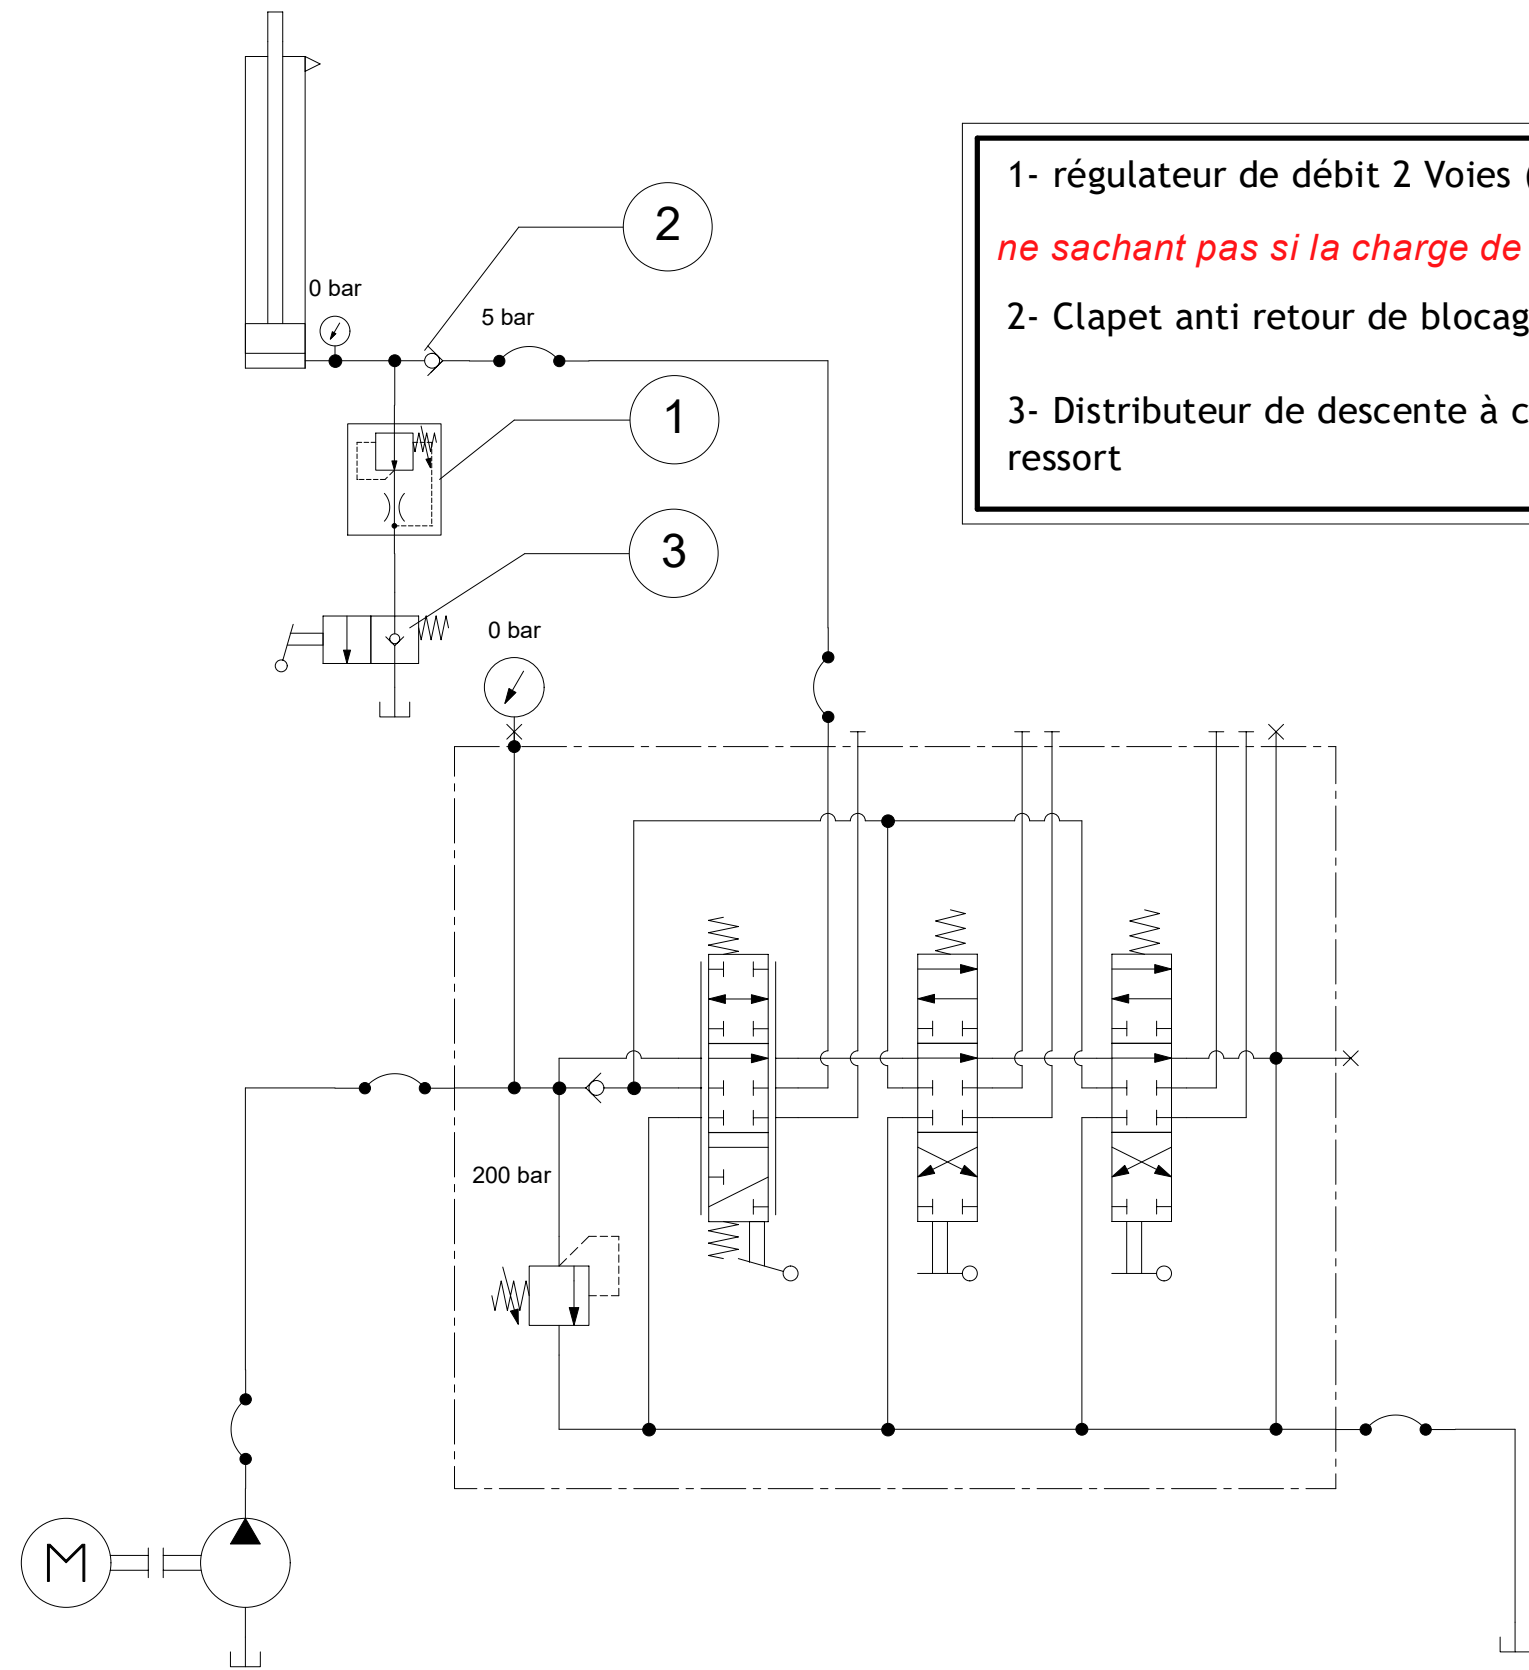 1- régulateur de débit 2 Voies (
ne sachant pas si la charge de
2- Clapet anti retour de blocag
3- Distributeur de descente à c
ressort
2
0 bar
5 bar
1
3
0 bar
200 bar
M